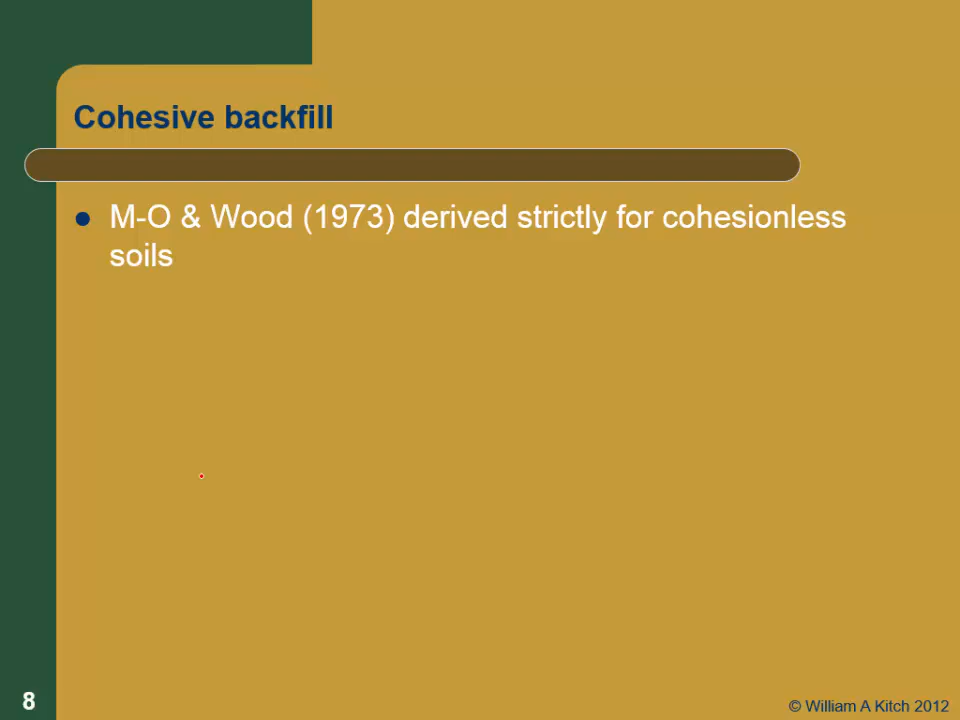 Cohesive backfill
M-O & Wood (1973) derived strictly for cohesionless
soils
8
© William A Kitch 2012